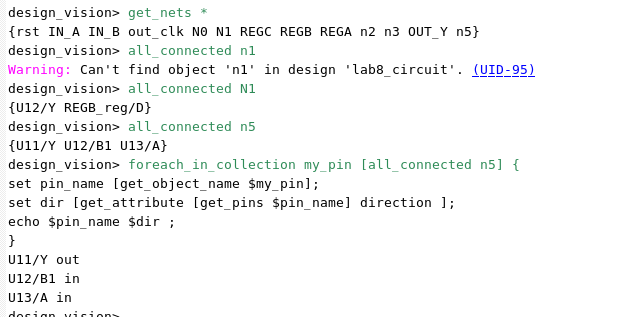 design_vision> get_nets *
{rst IN_A IN_B out_clk N0 N1 REGC REGB REGA n2 n3 OUT_Y n5}
design_vision> all_connected n1
Warning: Can't find object 'n1' in design 'lab8_circuit'. (UID-95)
design_vision> all_connected N1
{U12/Y REGB_reg/D}
design_vision> all_connected n5
{U11/Y U12/B1 U13/A}
design_vision> foreach_in_collection my_pin [all_connected n5] {
set pin_name [get_object_name $my_pin];
set dir [get_attribute [get_pins $pin_name] direction ];
echo $pin_name $dir ;
}
U11/Y out
U12/B1 in
U13/A in
design_vision>